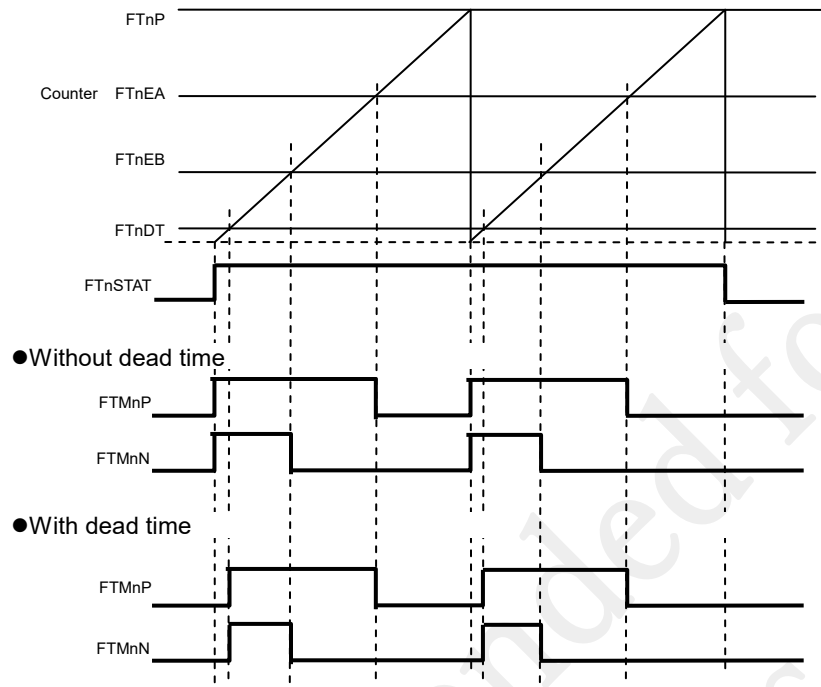 FTnP
Counter FTnEA
FTnEB
FTnDT
FTnSTAT
●Without dead time
FTMnP
FTMnN
●With dead time
FTMnP
FTMnN